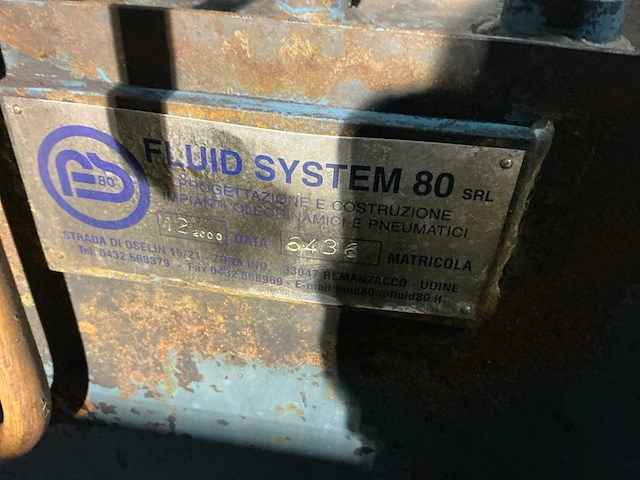 FS
80
FLUID SYSTEM 80 SRL
PROGETTAZIONE E COSTRUZIONE
IMPIANTI OLEODINAMICI E PNEUMATICI
12 2000 DATA 6436 MATRICOLA
STRADA DI OSELIN 16/21 - ZONA IND. 33047 REMANZACCO - UDINE
Tel. 0432.668379 - Fax 0432.668969 - E-mail fluid80@fluid80.it